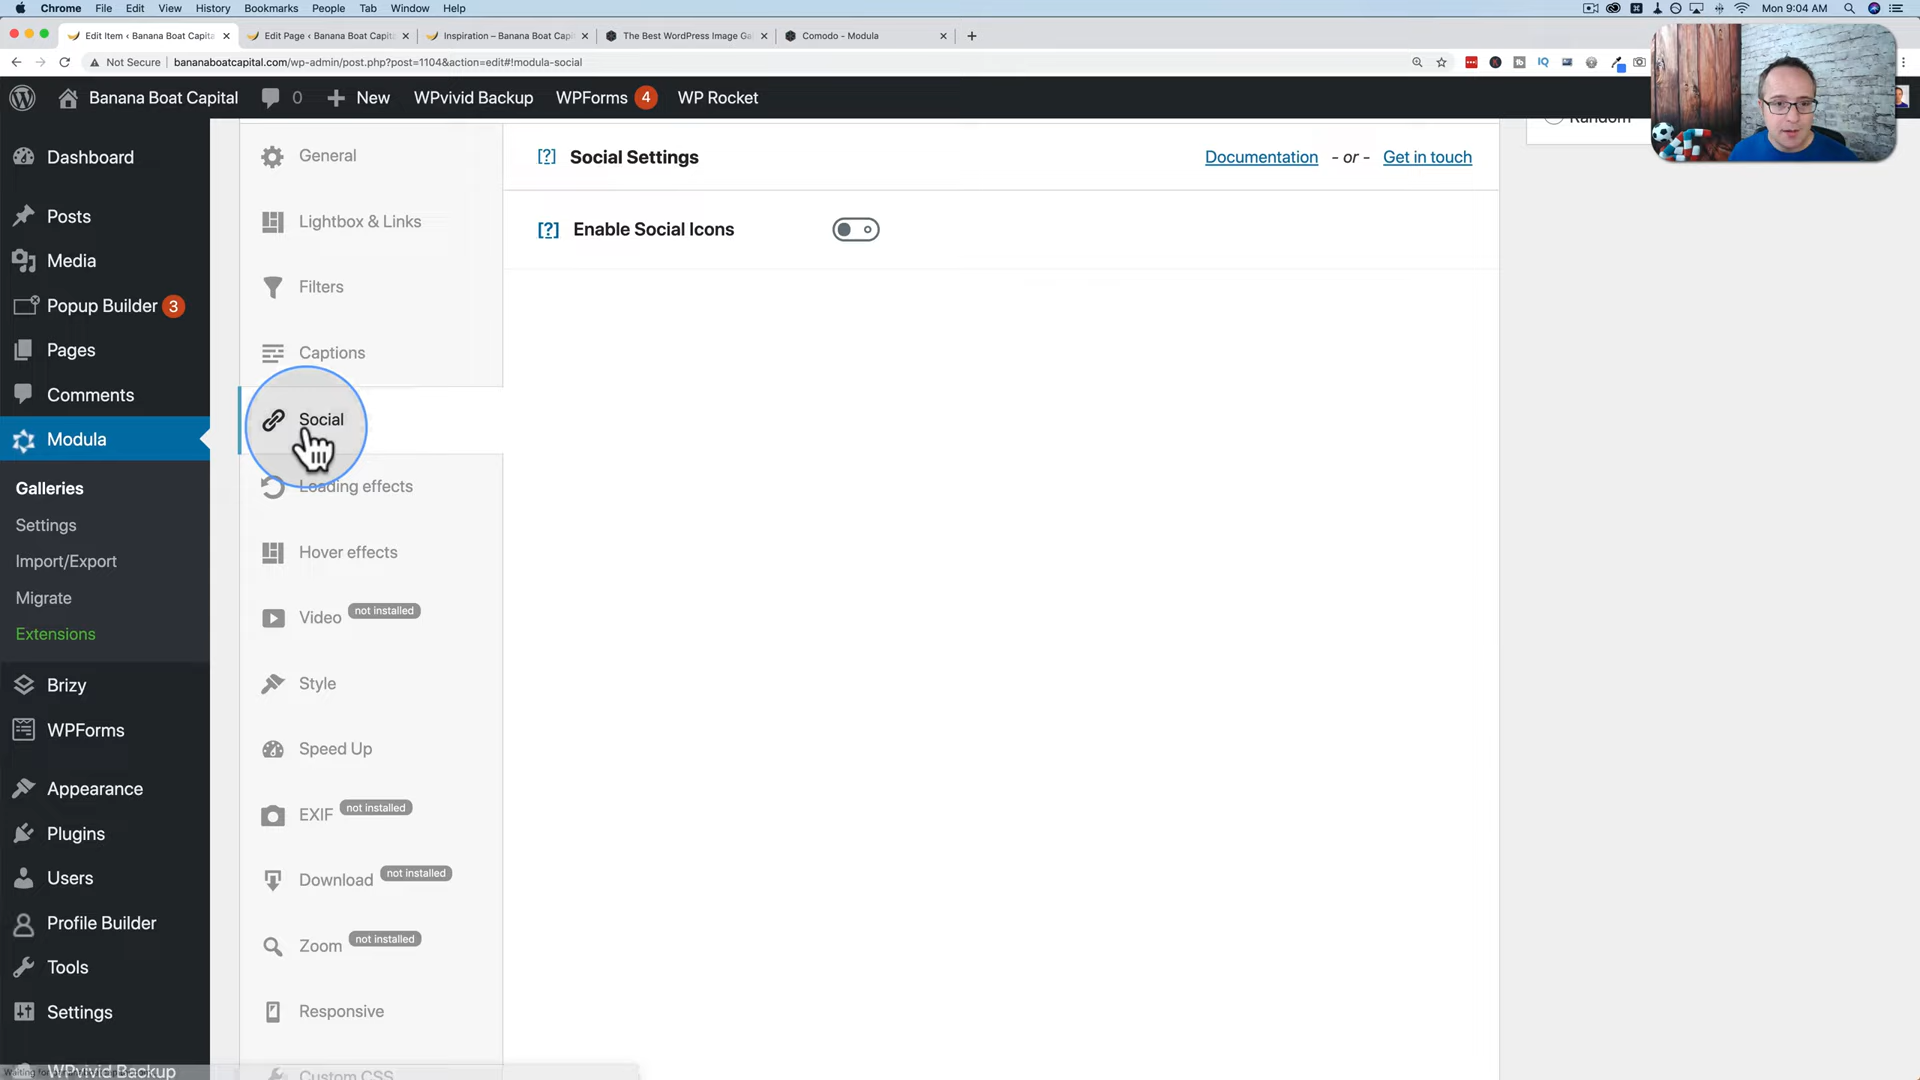 Chrome File Edit View History Bookmarks People Tab Window Help
Mon 9:04 AM
Edit Item ‹ Banana Boat Capita
Edit Page ‹ Banana Boat Capita
Inspiration – Banana Boat Capit
The Best WordPress Image Ga
Comodo - Modula
Not Secure | bananaboatcapital.com/wp-admin/post.php?post=1104&action=edit#!modula-social
IQ
Banana Boat Capital 0 New WPvivid Backup WPForms 4 WP Rocket
Dashboard
Posts
Media
Popup Builder 3
Pages
Comments
Modula
Galleries
Settings
Import/Export
Migrate
Extensions
Brizy
WPForms
Appearance
Plugins
Users
Profile Builder
Tools
Settings
WPvivid Backup
General
Lightbox & Links
Filters
Captions
Social
Loading effects
Hover effects
Video not installed
Style
Speed Up
EXIF not installed
Download not installed
Zoom not installed
Responsive
Custom CSS
[?] Social Settings
Documentation - or - Get in touch
[?] Enable Social Icons
Random